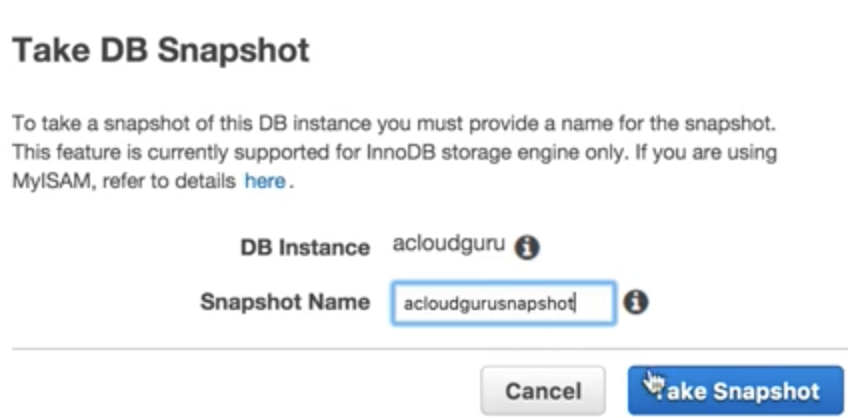 Take DB Snapshot
To take a snapshot of this DB instance you must provide a name for the snapshot.
This feature is currently supported for InnoDB storage engine only. If you are using
MyISAM, refer to details here.
DB Instance acloudguru
Snapshot Name acloudgurusnapshot
Cancel Take Snapshot